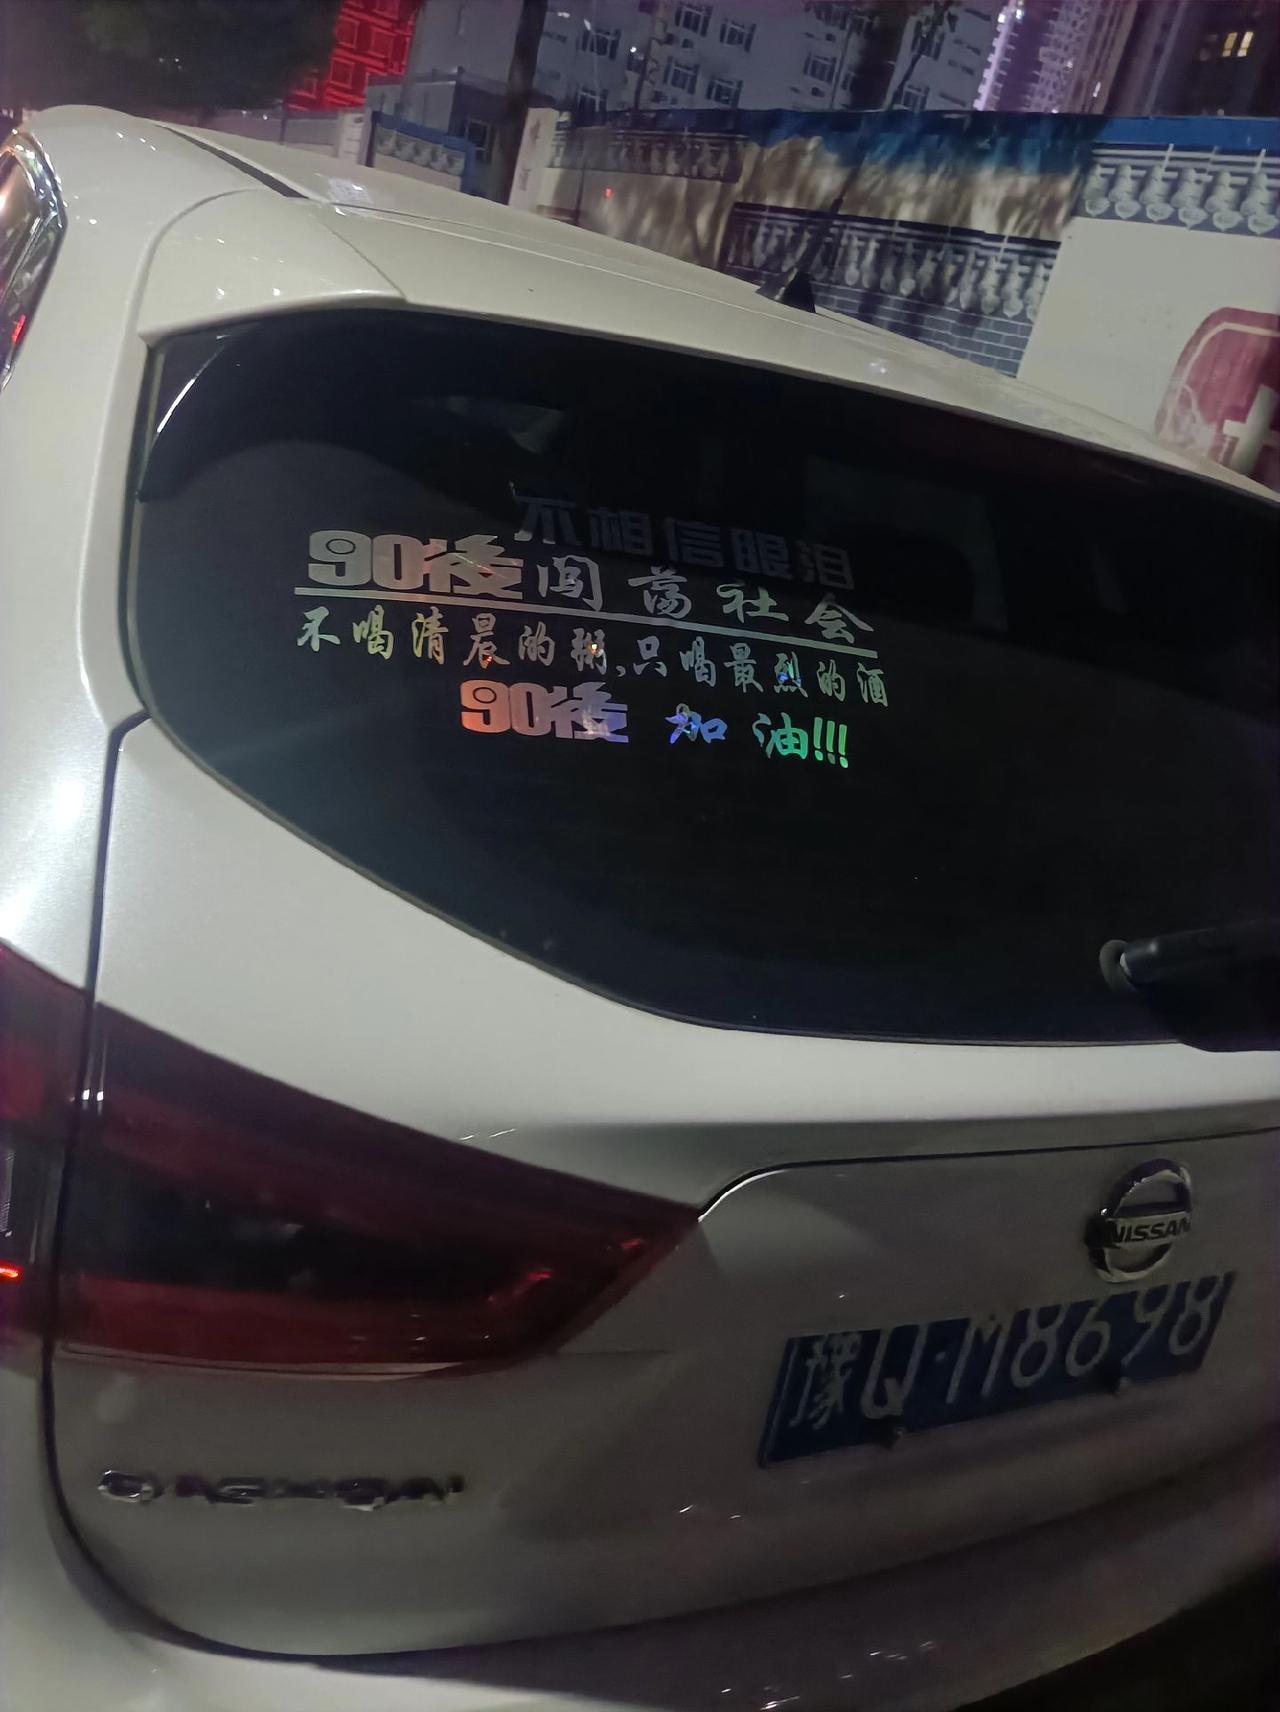 不相信眼泪
90後闯荡社会
不喝清晨的粥,只喝最烈的酒
90後 加油!!!
NISSAN
豫Q·M8698